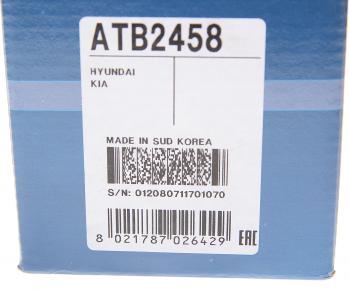 ATB2458
HYUNDAI
KIA
MADE IN SUD KOREA
S/N: 012080711701070
8 021787 026429
EAC